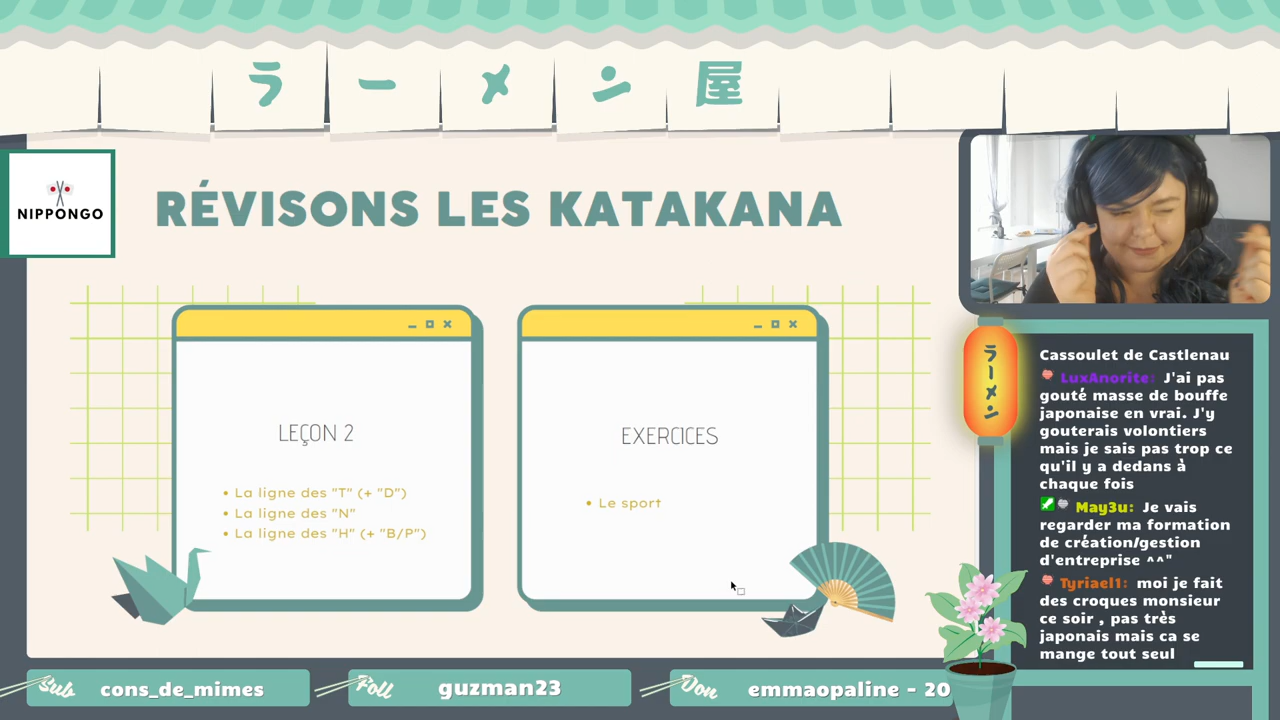 ラーメン屋
NIPPONGO
RÉVISONS LES KATAKANA
LEÇON 2
• La ligne des "T" (+ "D")
• La ligne des "N"
• La ligne des "H" (+ "B/P")
EXERCICES
• Le sport
ラーメン
Cassoulet de Castlenau
LuxAnorite: J'ai pas
gouté masse de bouffe
japonaise en vrai. J'y
gouterais volontiers
mais je sais pas trop ce
qu'il y a dedans à
chaque fois
May3u: Je vais
regarder ma formation
de création/gestion
d'entreprise ^^"
Tyriael1: moi je fait
des croques monsieur
ce soir , pas très
japonais mais ca se
mange tout seul
Sub cons_de_mimes
Foll guzman23
Don emmaopaline - 20